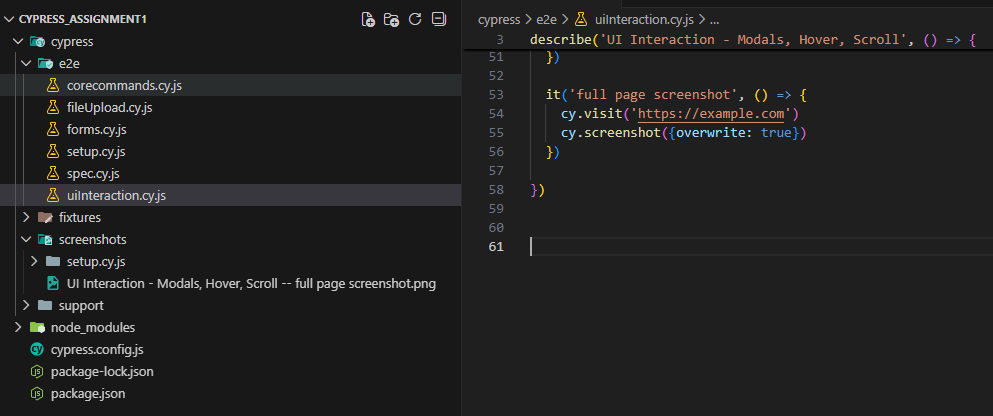 CYPRESS_ASSIGNMENT1
cypress
e2e
corecommands.cy.js
fileUpload.cy.js
forms.cy.js
setup.cy.js
spec.cy.js
uiInteraction.cy.js
fixtures
screenshots
setup.cy.js
UI Interaction - Modals, Hover, Scroll -- full page screenshot.png
support
node_modules
cy cypress.config.js
JS package-lock.json
JS package.json
cypress > e2e > uiInteraction.cy.js > ...
3 describe('UI Interaction - Modals, Hover, Scroll', () => {
51 })
52
53 it('full page screenshot', () => {
54 cy.visit('https://example.com')
55 cy.screenshot({overwrite: true})
56 })
57
58 })
59
60
61